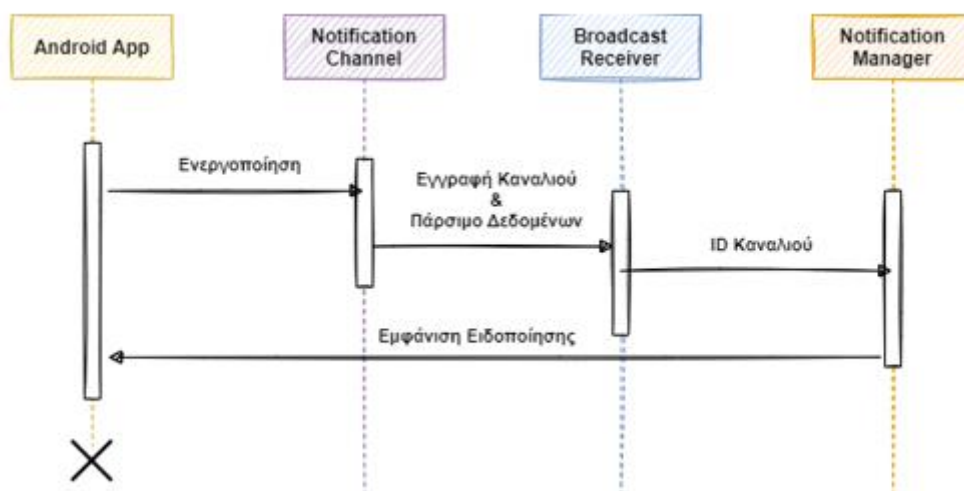 Android App
Notification
Channel
Broadcast
Receiver
Notification
Manager
Ενεργοποίηση
Εγγραφή Καναλιού
&
Πάρσιμο Δεδομένων
ID Καναλιού
Εμφάνιση Ειδοποίησης